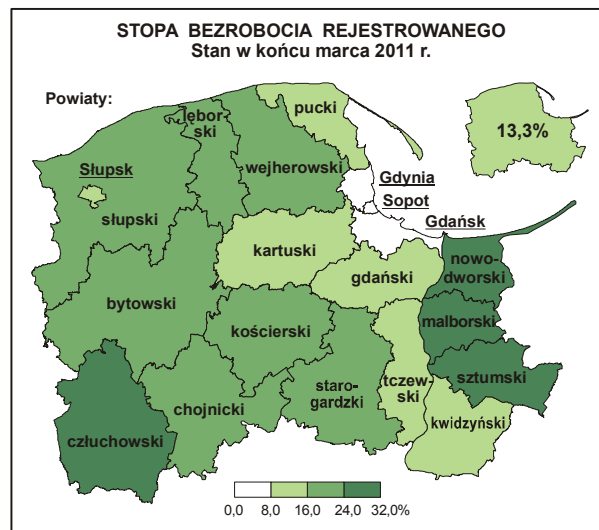 STOPA BEZROBOCIA REJESTROWANEGO
Stan w końcu marca 2011 r.
Powiaty:
pucki
lębor-
ski
wejherowski
13,3%
Słupsk
słupski
Gdynia
Sopot
Gdańsk
kartuski
gdański
nowo-
dworski
bytowski
kościerski
malborski
staro-
gardzki
tczew-
ski
sztumski
chojnicki
człuchowski
kwidzyński
0,0 8,0 16,0 24,0 32,0%